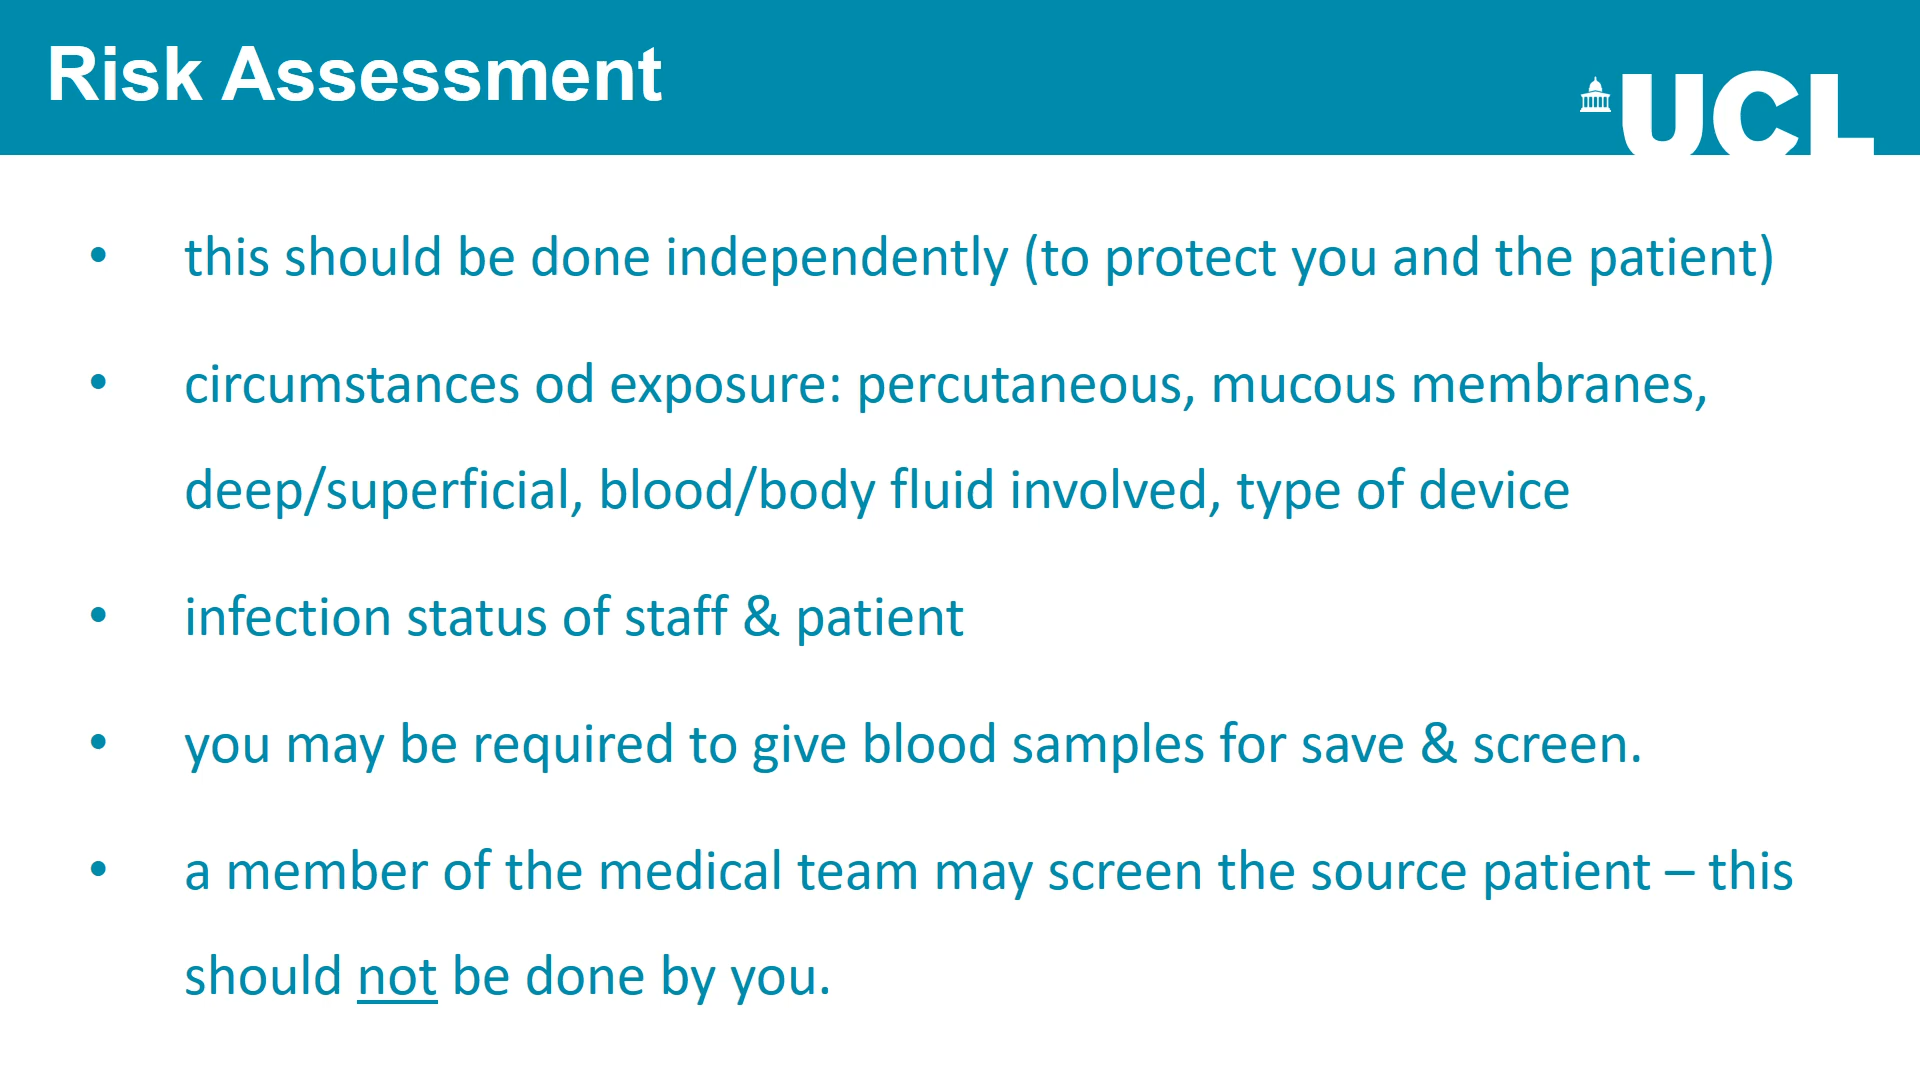 Risk Assessment
UCL
• this should be done independently (to protect you and the patient)
• circumstances od exposure: percutaneous, mucous membranes,
deep/superficial, blood/body fluid involved, type of device
• infection status of staff & patient
• you may be required to give blood samples for save & screen.
• a member of the medical team may screen the source patient – this
should not be done by you.